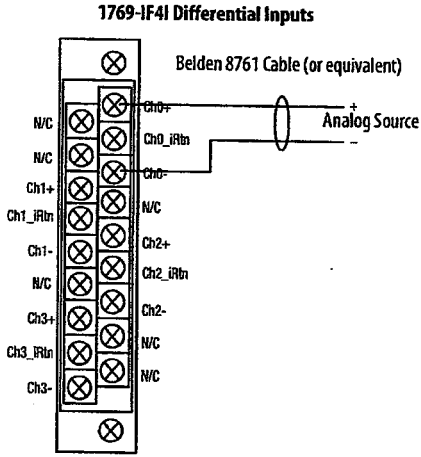 1769-IF4I Differential Inputs
Belden 8761 Cable (or equivalent)
Ch0+
+
Analog Source
–
N/C
Ch0_iRtn
N/C
Ch0-
Ch1+
N/C
Ch1_iRtn
Ch2+
Ch1-
Ch2_iRtn
N/C
Ch2-
Ch3+
N/C
Ch3_iRtn
N/C
Ch3-